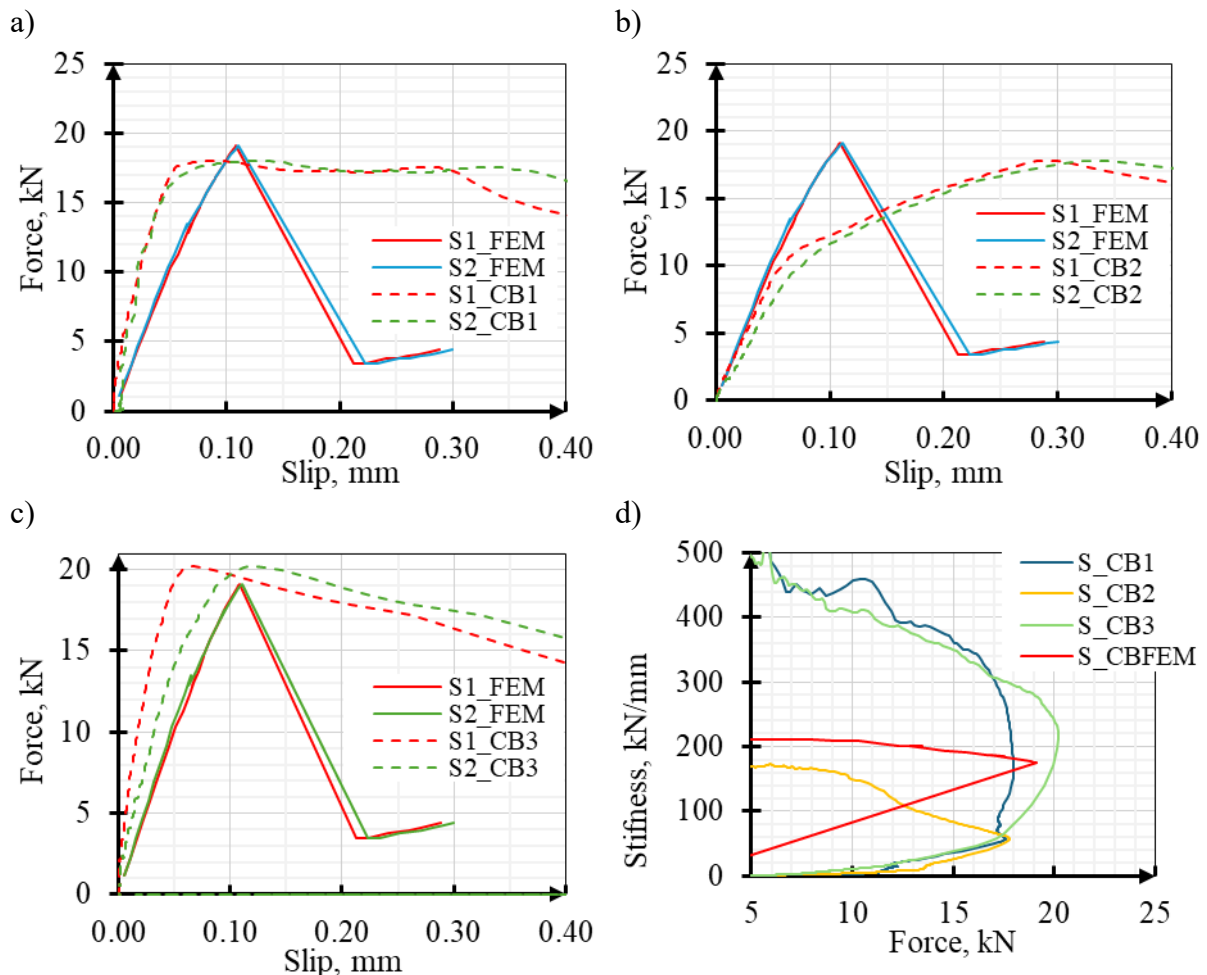 a)
25
20
15
10
5
0
0.00 0.10 0.20 0.30 0.40
Force, kN
Slip, mm
S1_FEM
S2_FEM
S1_CB1
S2_CB1
b)
25
20
15
10
5
0
0.00 0.10 0.20 0.30 0.40
Force, kN
Slip, mm
S1_FEM
S2_FEM
S1_CB2
S2_CB2
c)
20
15
10
5
0
0.00 0.10 0.20 0.30 0.40
Force, kN
Slip, mm
S1_FEM
S2_FEM
S1_CB3
S2_CB3
d)
500
400
300
200
100
0
5 10 15 20 25
Stifness, kN/mm
Force, kN
S_CB1
S_CB2
S_CB3
S_CBFEM